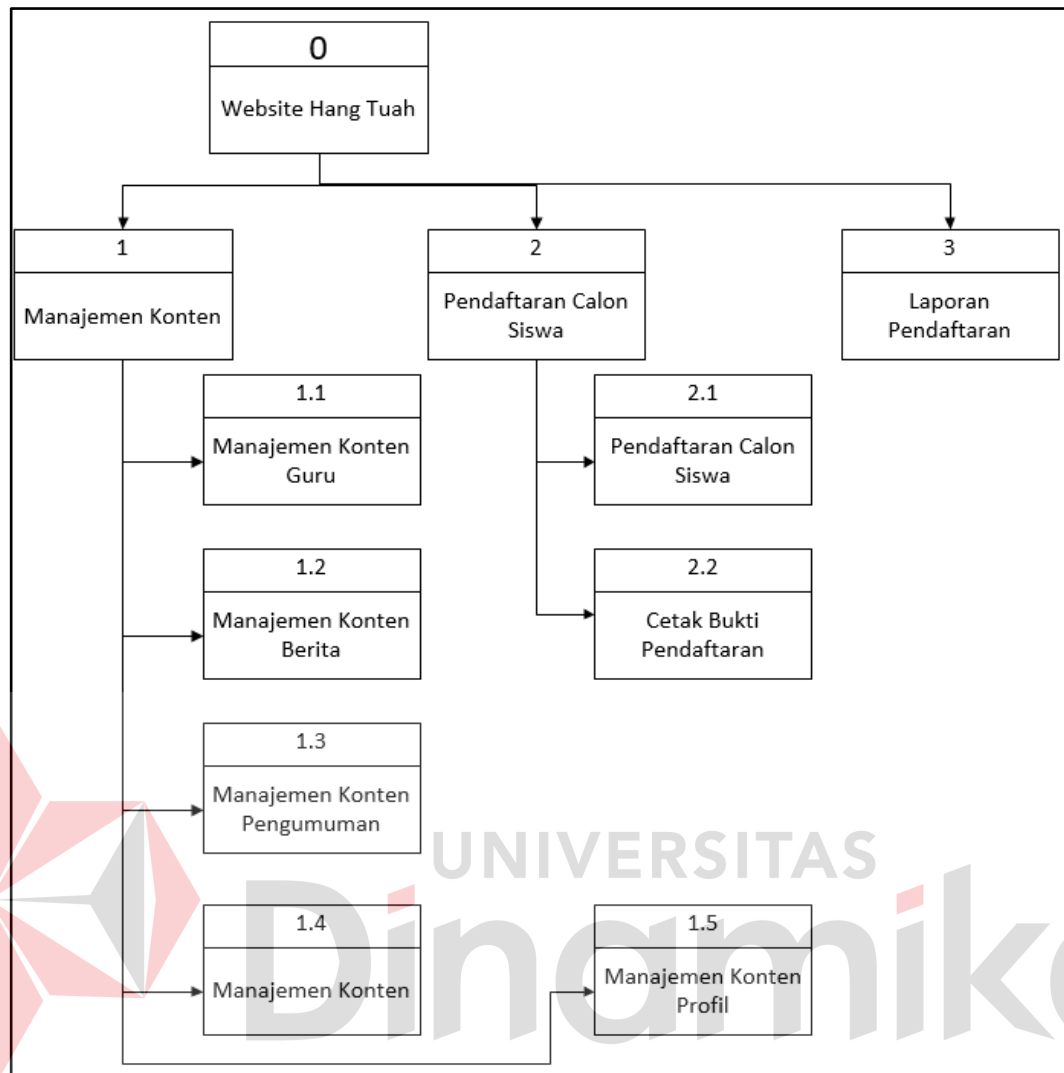 0
Website Hang Tuah
1
Manajemen Konten
2
Pendaftaran Calon
Siswa
3
Laporan
Pendaftaran
1.1
Manajemen Konten
Guru
2.1
Pendaftaran Calon
Siswa
1.2
Manajemen Konten
Berita
2.2
Cetak Bukti
Pendaftaran
1.3
Manajemen Konten
Pengumuman
1.4
Manajemen Konten
1.5
Manajemen Konten
Profil
UNIVERSITAS
Dinamika